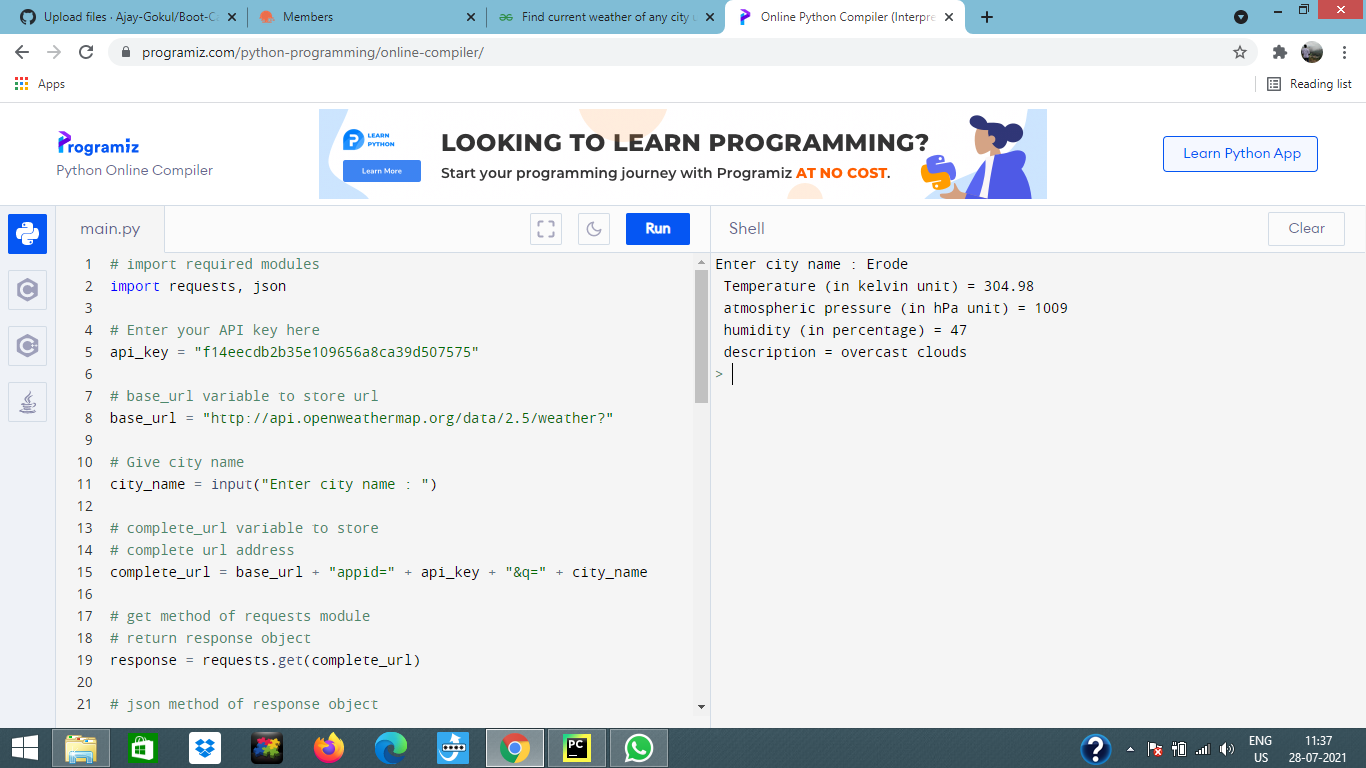 Upload files · Ajay-Gokul/Boot-C
Members
Find current weather of any city u
Online Python Compiler (Interpre
programiz.com/python-programming/online-compiler/
Apps
Reading list
Programiz
Python Online Compiler
LEARN
PYTHON
Learn More
LOOKING TO LEARN PROGRAMMING?
Start your programming journey with Programiz AT NO COST.
Learn Python App
main.py
Run
1 # import required modules
2 import requests, json
3
4 # Enter your API key here
5 api_key = "f14eecdb2b35e109656a8ca39d507575"
6
7 # base_url variable to store url
8 base_url = "http://api.openweathermap.org/data/2.5/weather?"
9
10 # Give city name
11 city_name = input("Enter city name : ")
12
13 # complete_url variable to store
14 # complete url address
15 complete_url = base_url + "appid=" + api_key + "&q=" + city_name
16
17 # get method of requests module
18 # return response object
19 response = requests.get(complete_url)
20
21 # json method of response object
Shell
Clear
Enter city name : Erode
Temperature (in kelvin unit) = 304.98
atmospheric pressure (in hPa unit) = 1009
humidity (in percentage) = 47
description = overcast clouds
>
PC
ENG
US
11:37
28-07-2021